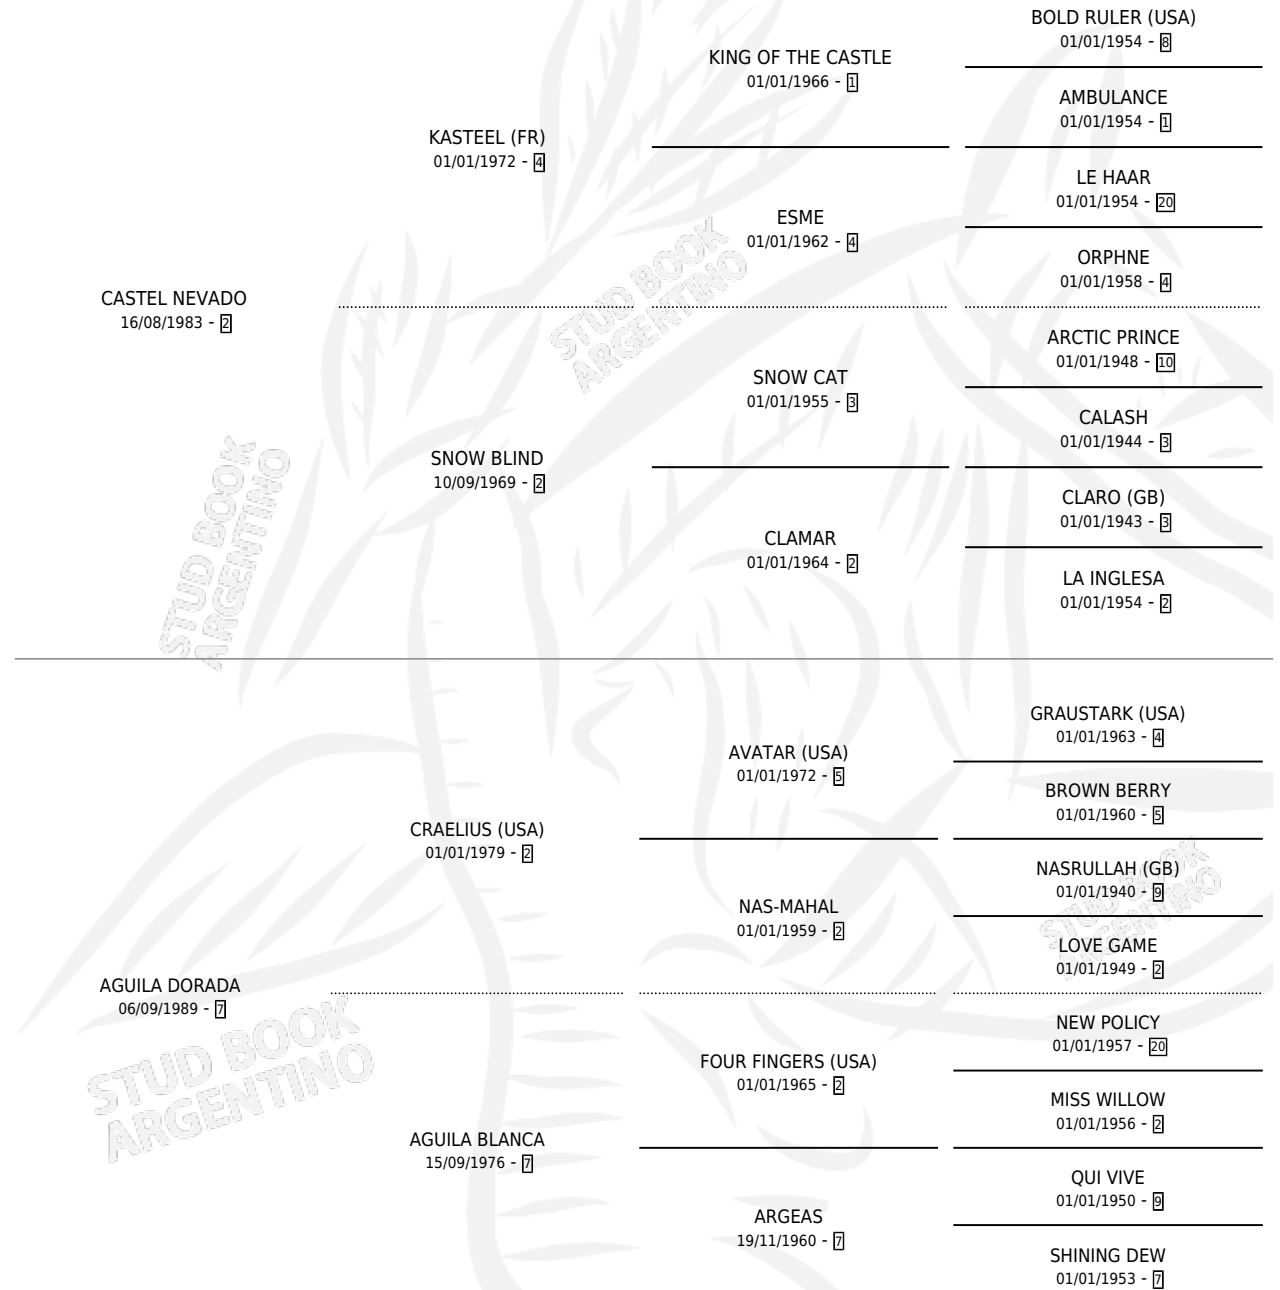 BOLD RULER (USA)
01/01/1954 - 8
KING OF THE CASTLE
01/01/1966 - 1
AMBULANCE
01/01/1954 - 1
KASTEEL (FR)
01/01/1972 - 4
LE HAAR
01/01/1954 - 20
ESME
01/01/1962 - 4
ORPHNE
01/01/1958 - 4
CASTEL NEVADO
16/08/1983 - 2
ARCTIC PRINCE
01/01/1948 - 10
SNOW CAT
01/01/1955 - 3
CALASH
01/01/1944 - 3
SNOW BLIND
10/09/1969 - 2
CLARO (GB)
01/01/1943 - 3
CLAMAR
01/01/1964 - 2
LA INGLESA
01/01/1954 - 2
GRAUSTARK (USA)
01/01/1963 - 4
AVATAR (USA)
01/01/1972 - 5
BROWN BERRY
01/01/1960 - 5
CRAELIUS (USA)
01/01/1979 - 2
NASRULLAH (GB)
01/01/1940 - 9
NAS-MAHAL
01/01/1959 - 2
LOVE GAME
01/01/1949 - 2
AGUILA DORADA
06/09/1989 - 7
NEW POLICY
01/01/1957 - 20
FOUR FINGERS (USA)
01/01/1965 - 2
MISS WILLOW
01/01/1956 - 2
AGUILA BLANCA
15/09/1976 - 7
QUI VIVE
01/01/1950 - 9
ARGEAS
19/11/1960 - 7
SHINING DEW
01/01/1953 - 7
STUD BOOK
ARGENTINO
STUD BOOK
ARGENTINO
STUD BOOK
ARGENTINO
STUD BOOK
ARGENTINO